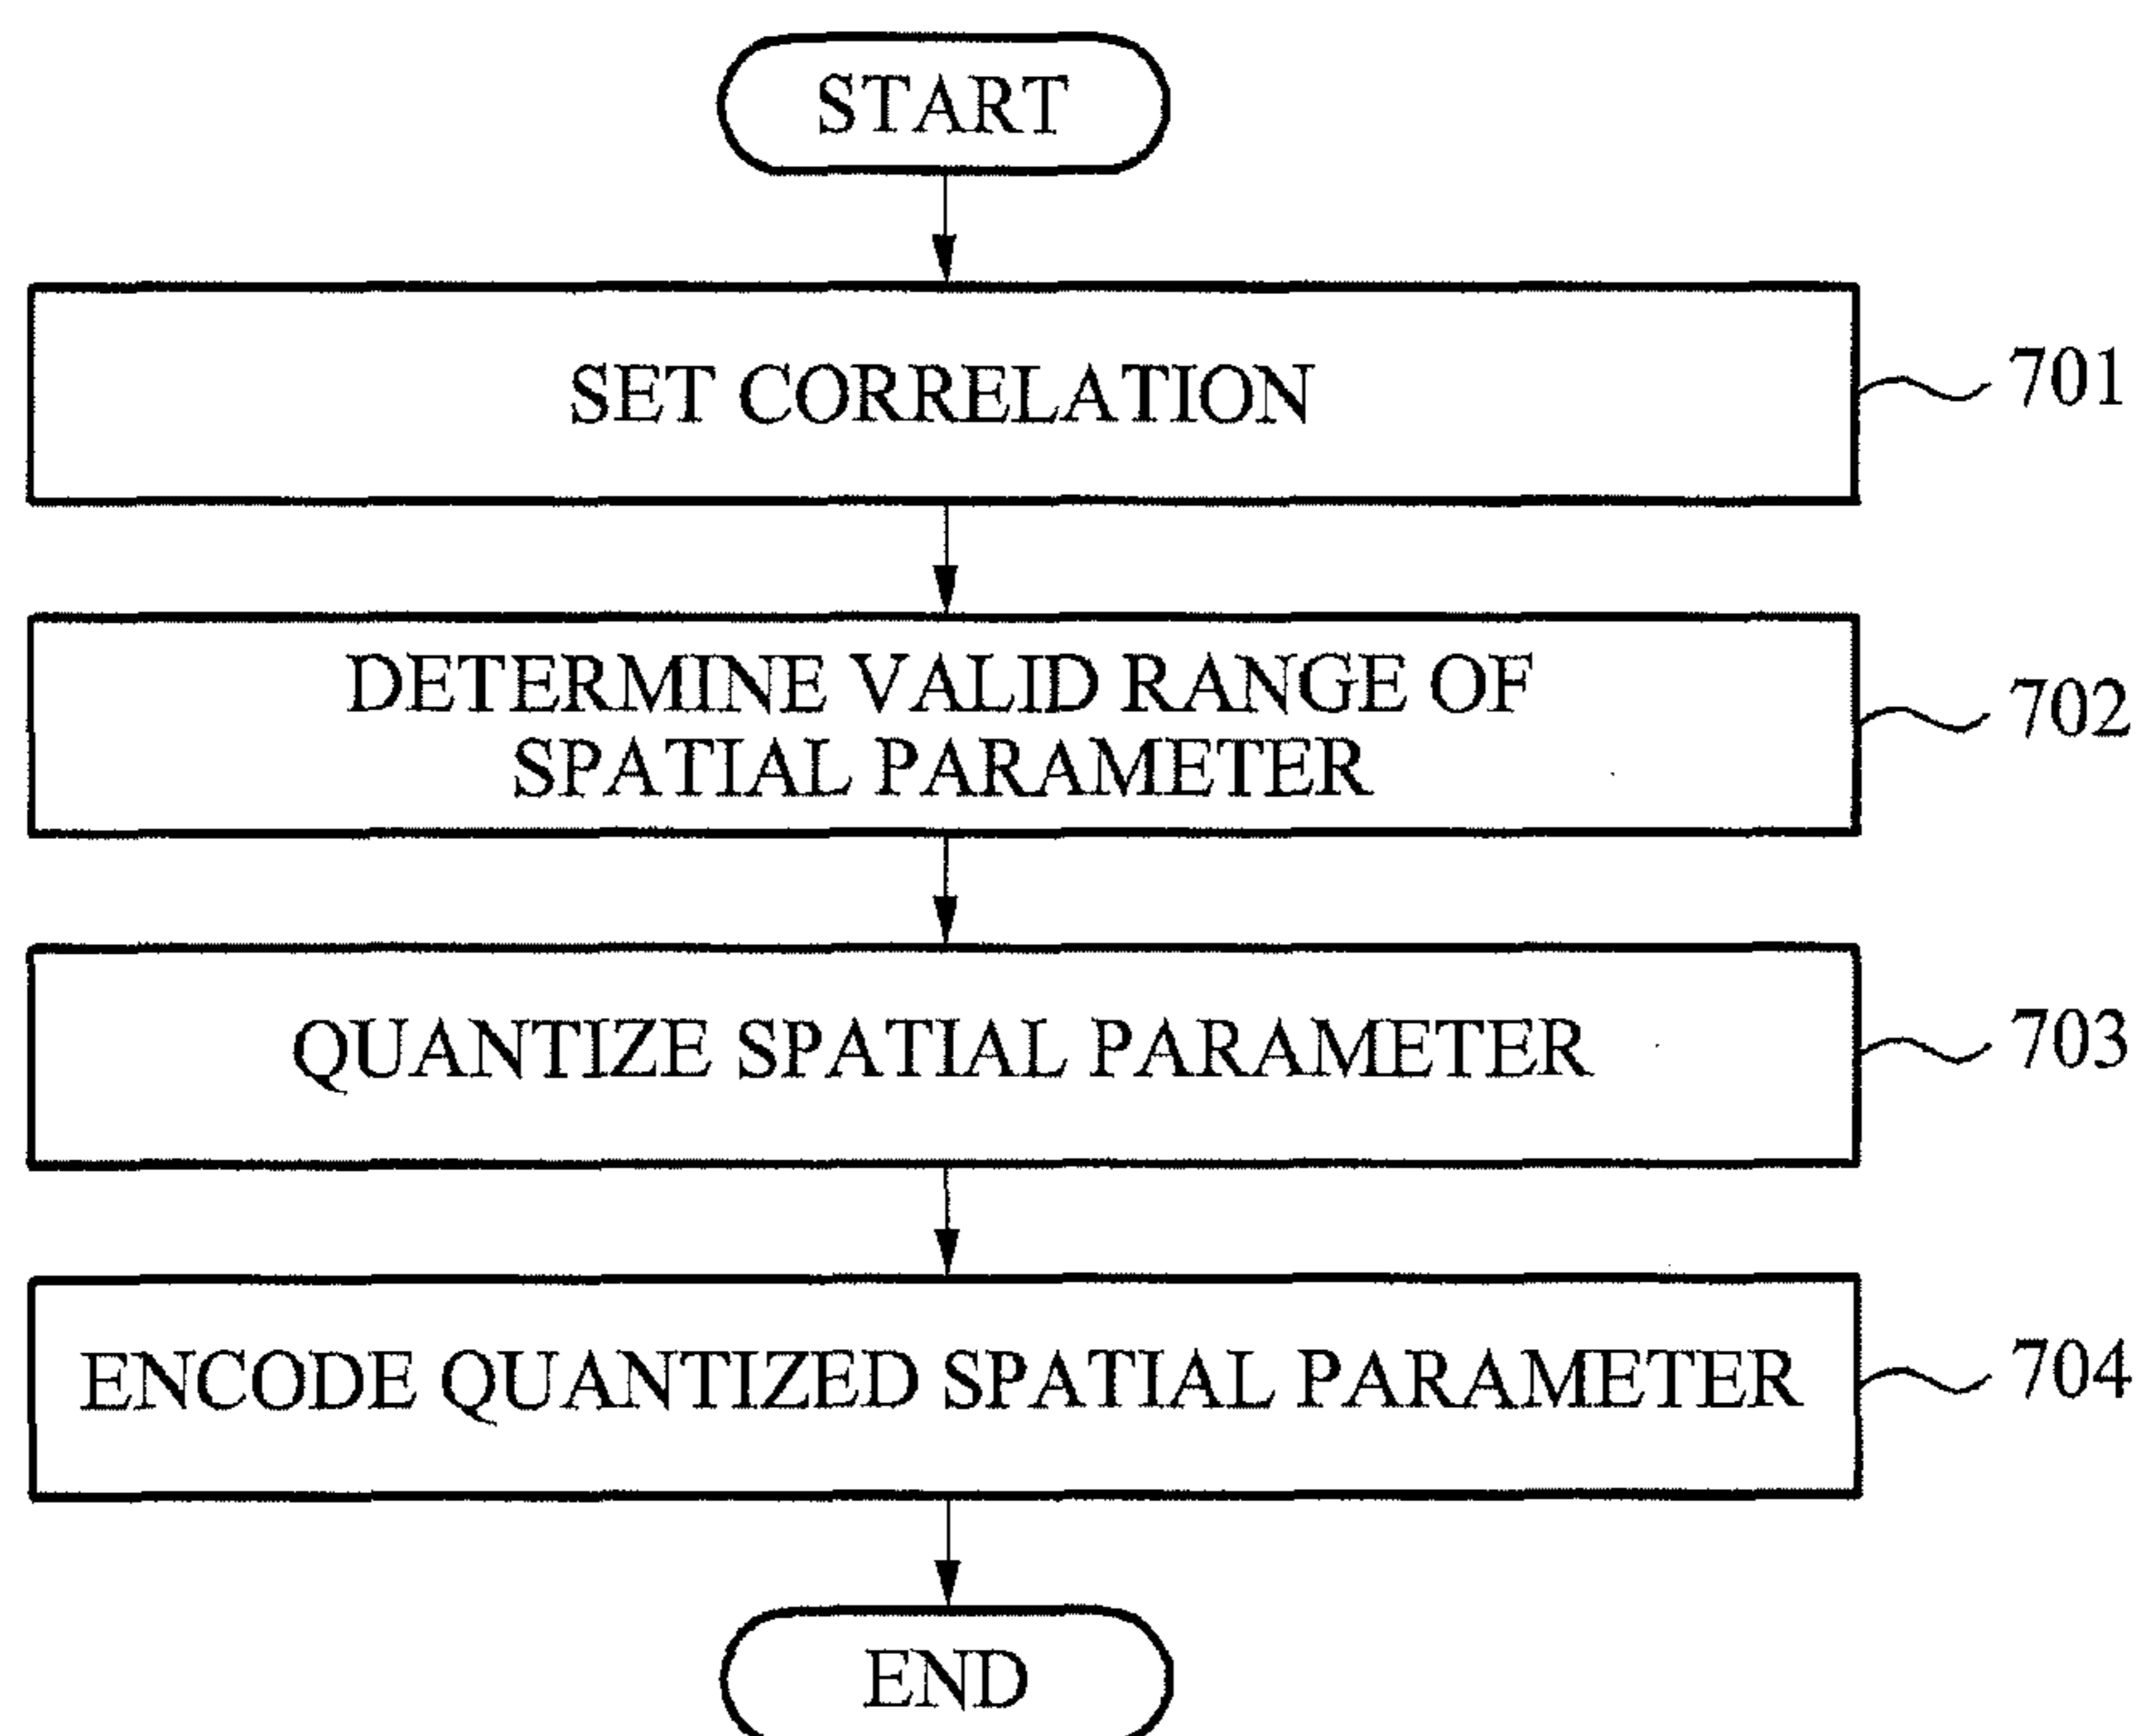 START
SET CORRELATION
701
DETERMINE VALID RANGE OF
SPATIAL PARAMETER
702
QUANTIZE SPATIAL PARAMETER
703
ENCODE QUANTIZED SPATIAL PARAMETER
704
END